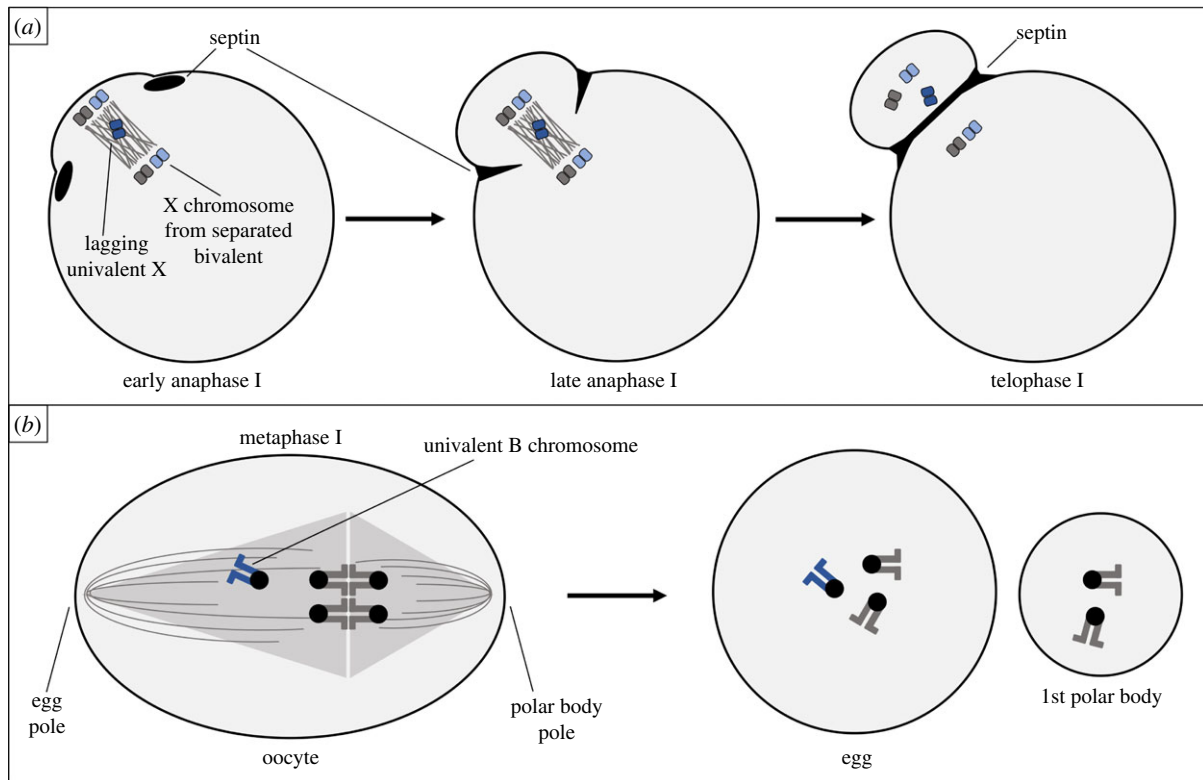 (a)
septin
septin
X chromosome
from separated
bivalent
lagging
univalent X
early anaphase I
late anaphase I
telophase I
(b)
metaphase I
univalent B chromosome
egg
pole
polar body
pole
1st polar body
oocyte
egg